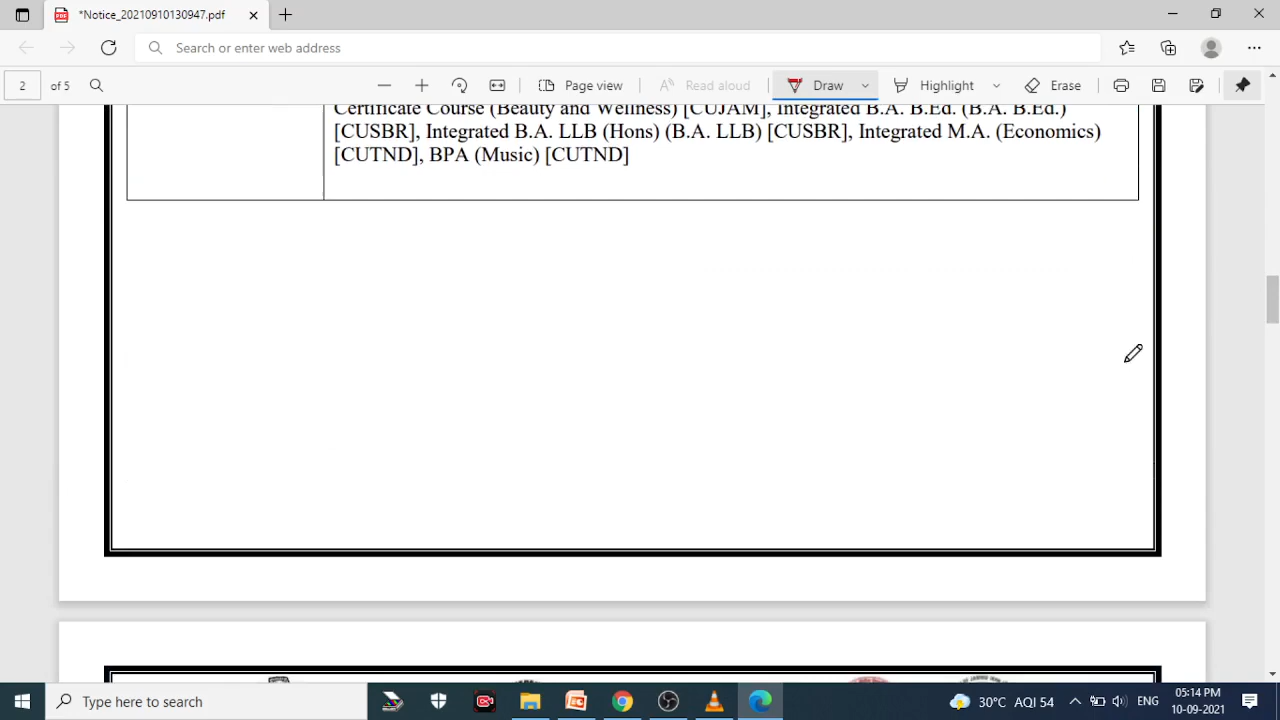 *Notice_20210910130947.pdf
Search or enter web address
2 of 5 Page view Read aloud Draw Highlight Erase
Certificate Course (Beauty and Wellness) [CUJAM], Integrated B.A. B.Ed. (B.A. B.Ed.)
[CUSBR], Integrated B.A. LLB (Hons) (B.A. LLB) [CUSBR], Integrated M.A. (Economics)
[CUTND], BPA (Music) [CUTND]
Type here to search
30°C AQI 54 ENG
05:14 PM
10-09-2021